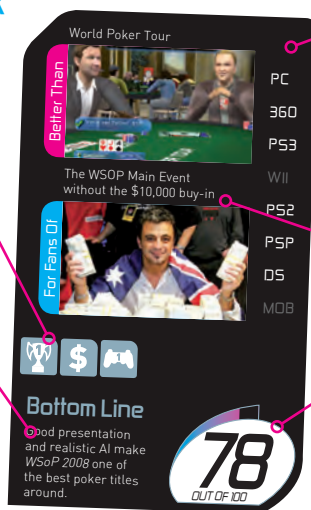 World Poker Tour
Better Than
The WSOP Main Event
without the $10,000 buy-in
For Fans Of
PC
360
PS3
WII
PS2
PSP
DS
MOB
1
$
1
Bottom Line
Good presentation
and realistic AI make
WSoP 2008 one of
the best poker titles
around.
78
OUT OF 100